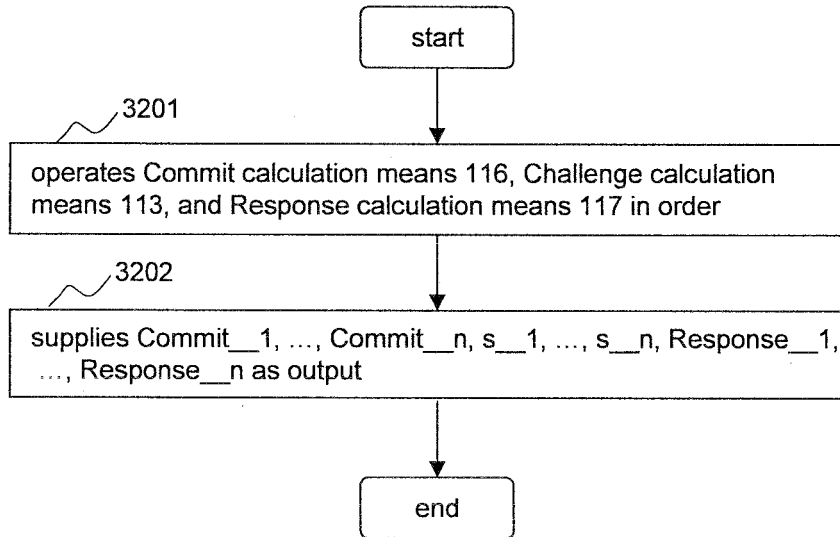 start
3201
operates Commit calculation means 116, Challenge calculation
means 113, and Response calculation means 117 in order
3202
supplies Commit__1, ..., Commit__n, s__1, ..., s__n, Response__1,
..., Response__n as output
end